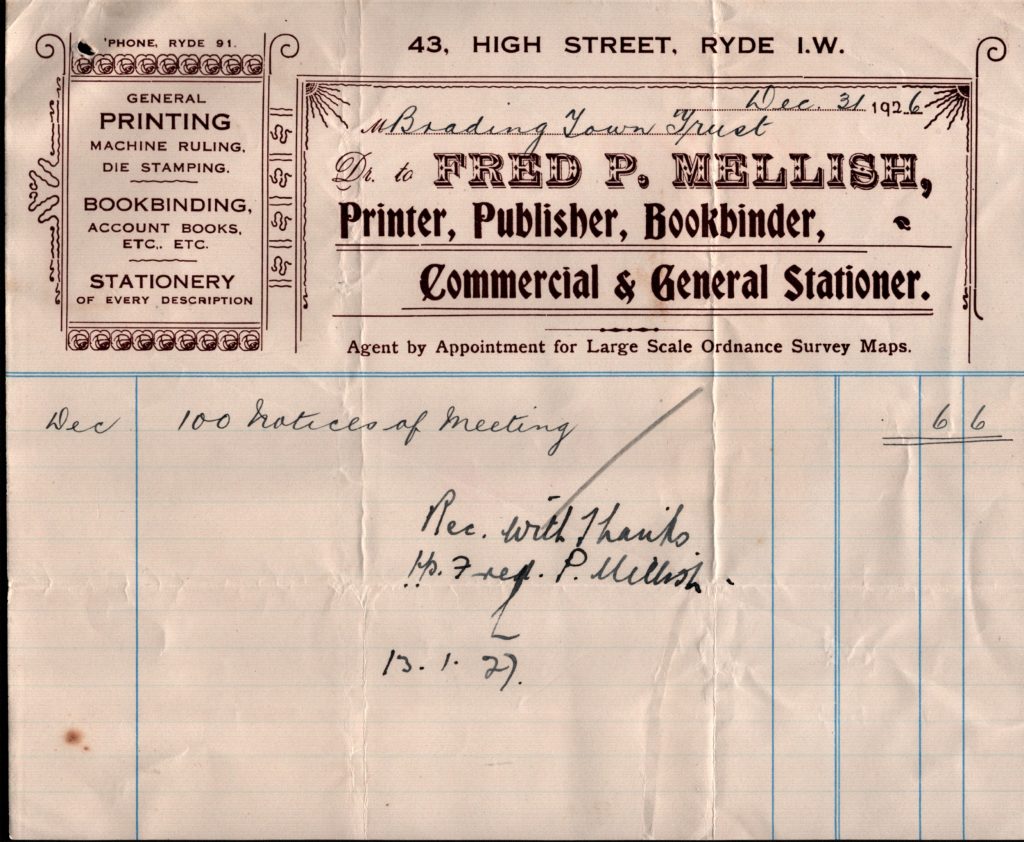 'PHONE, RYDE 91.
GENERAL
PRINTING
MACHINE RULING,
DIE STAMPING.
BOOKBINDING,
ACCOUNT BOOKS,
ETC., ETC.
STATIONERY
OF EVERY DESCRIPTION
43, HIGH STREET, RYDE I.W.
Dec. 31 1926
M Brading Town Trust
Dr. to FRED P. MELLISH,
Printer, Publisher, Bookbinder,
Commercial & General Stationer.
Agent by Appointment for Large Scale Ordnance Survey Maps.
Dec 100 Notices of Meeting 6 6
Rec. with Thanks
Fred. P. Mellish.
13. 1. 27.